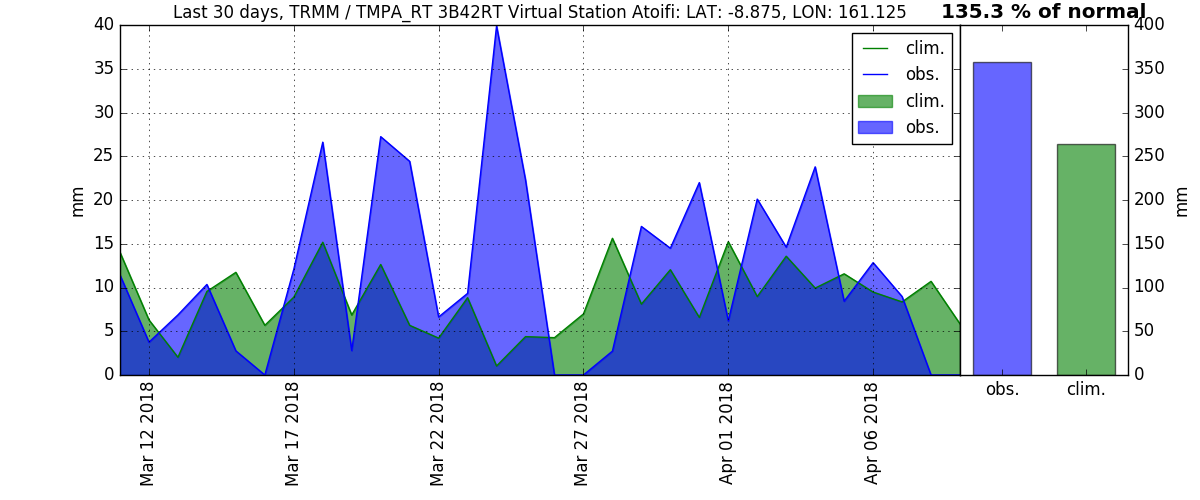 Last 30 days, TRMM / TMPA_RT 3B42RT Virtual Station Atoifi: LAT: -8.875, LON: 161.125
135.3 % of normal
40
35
30
25
20
15
10
5
0
mm
clim.
obs.
clim.
obs.
Mar 12 2018
Mar 17 2018
Mar 22 2018
Mar 27 2018
Apr 01 2018
Apr 06 2018
400
350
300
250
200
150
100
50
0
mm
obs.
clim.